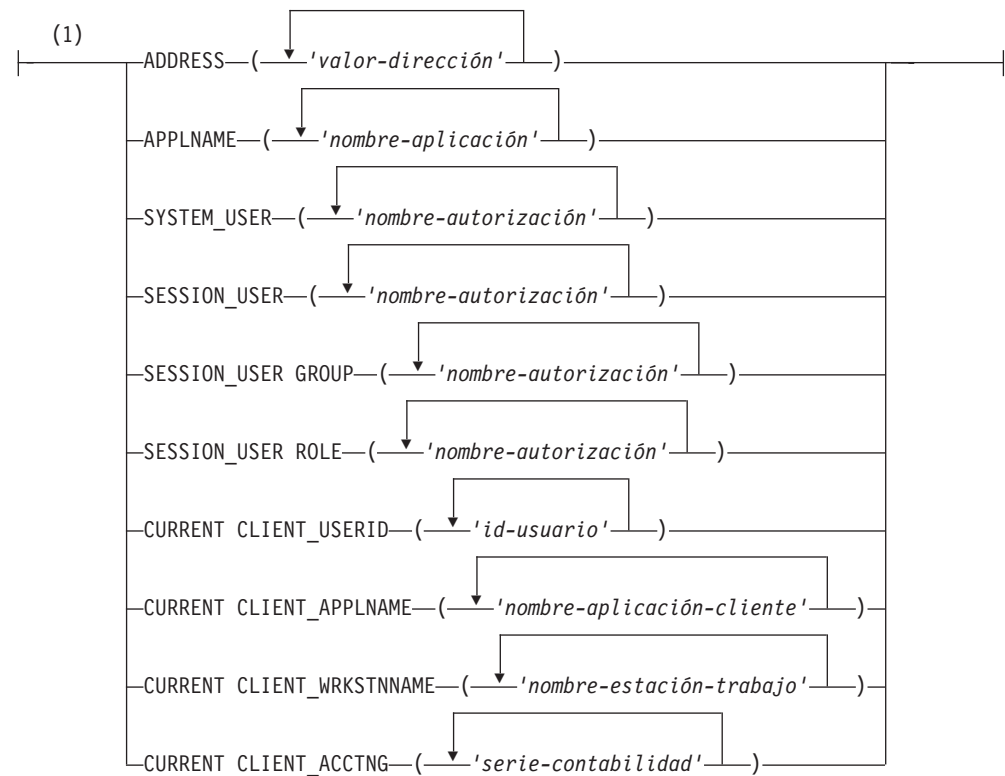 (1)
ADDRESS ( 'valor-dirección' )
APPLNAME ( 'nombre-aplicación' )
SYSTEM_USER ( 'nombre-autorización' )
SESSION_USER ( 'nombre-autorización' )
SESSION_USER GROUP ( 'nombre-autorización' )
SESSION_USER ROLE ( 'nombre-autorización' )
CURRENT CLIENT_USERID ( 'id-usuario' )
CURRENT CLIENT_APPLNAME ( 'nombre-aplicación-cliente' )
CURRENT CLIENT_WRKSTNNAME ( 'nombre-estación-trabajo' )
CURRENT CLIENT_ACCTNG ( 'serie-contabilidad' )